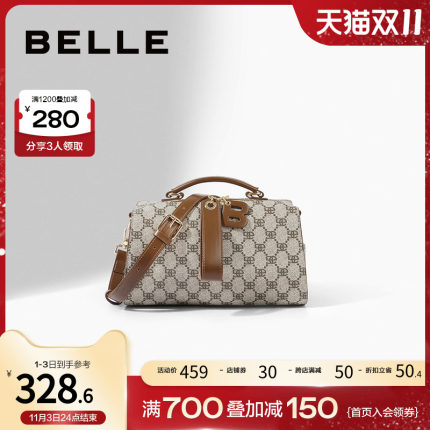 BELLE
天猫双11
满1200叠加减
¥280
分享3人领取
B
1-3日到手参考
¥328.6
11月3日24点结束
活动价 459 - 店铺券 30 - 跨店满减 50 - 折扣立省 50.4
满700叠加减150 {首页入会领券}